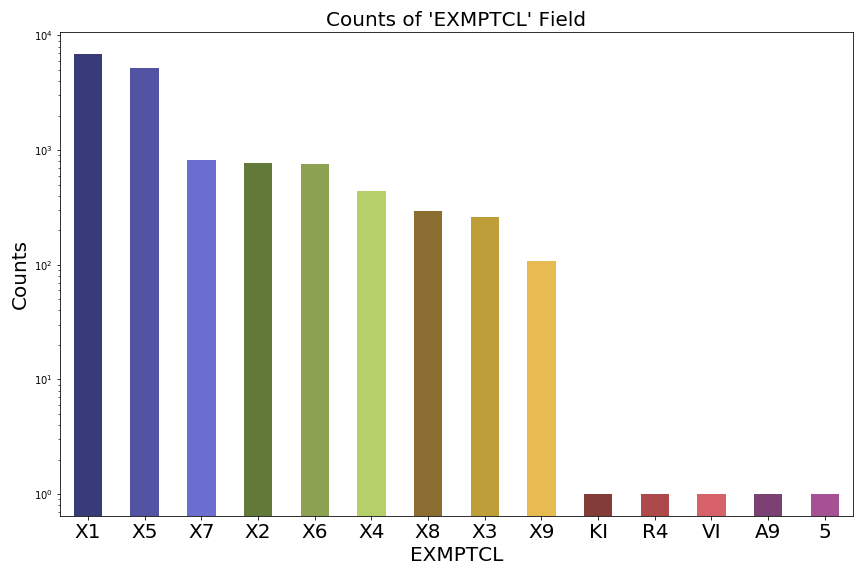 Counts of 'EXMPTCL' Field
Counts
10⁴
10³
10²
10¹
10⁰
X1 X5 X7 X2 X6 X4 X8 X3 X9 KI R4 VI A9 5
EXMPTCL